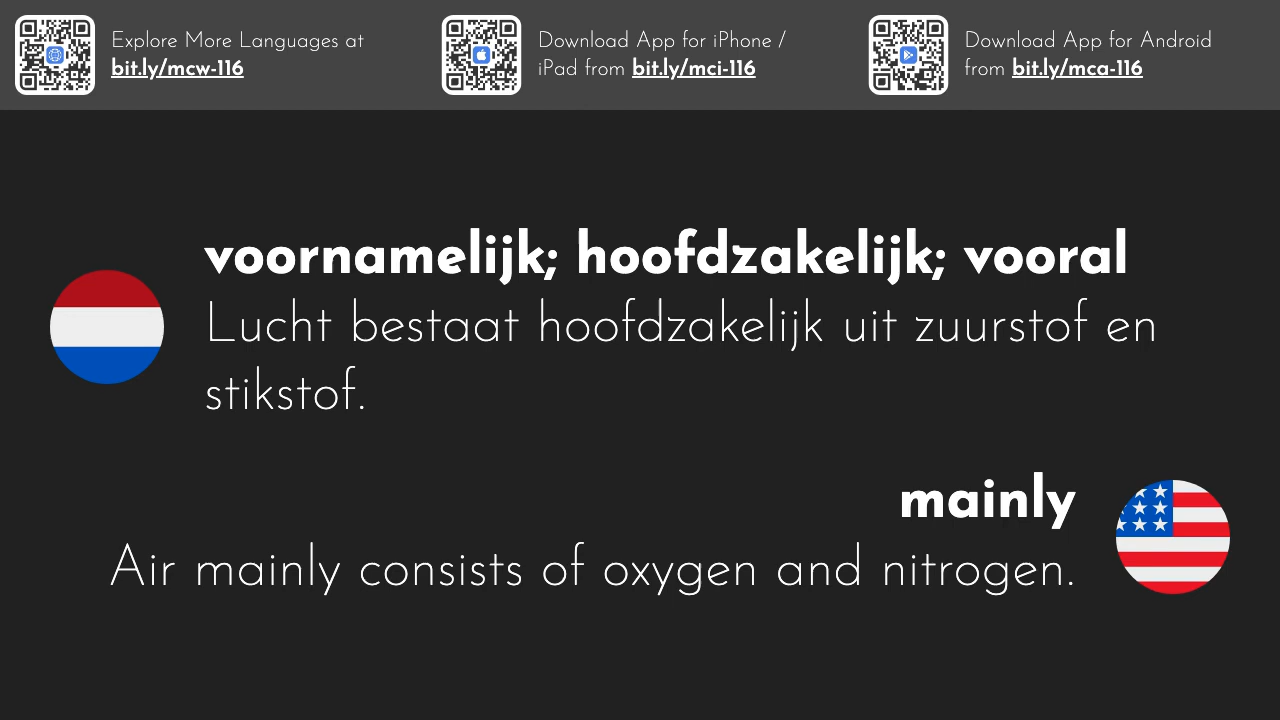 Explore More Languages at
bit.ly/mcw-116
Download App for iPhone /
iPad from bit.ly/mci-116
Download App for Android
from bit.ly/mca-116
voornamelijk; hoofdzakelijk; vooral
Lucht bestaat hoofdzakelijk uit zuurstof en
stikstof.
mainly
Air mainly consists of oxygen and nitrogen.